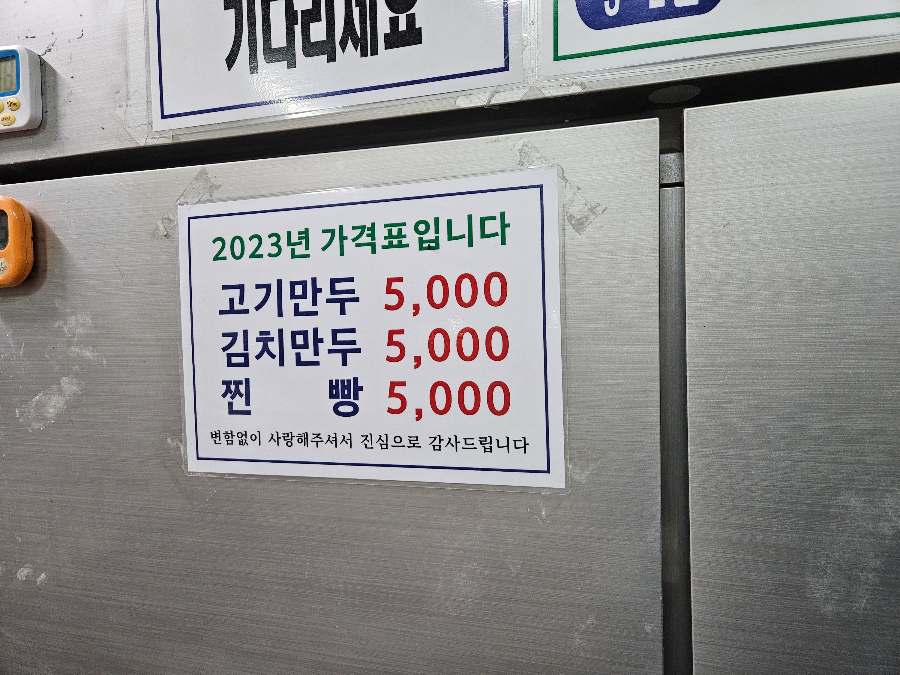 기다리세요
2023년 가격표입니다
고기만두 5,000
김치만두 5,000
찐 빵 5,000
변함없이 사랑해주셔서 진심으로 감사드립니다